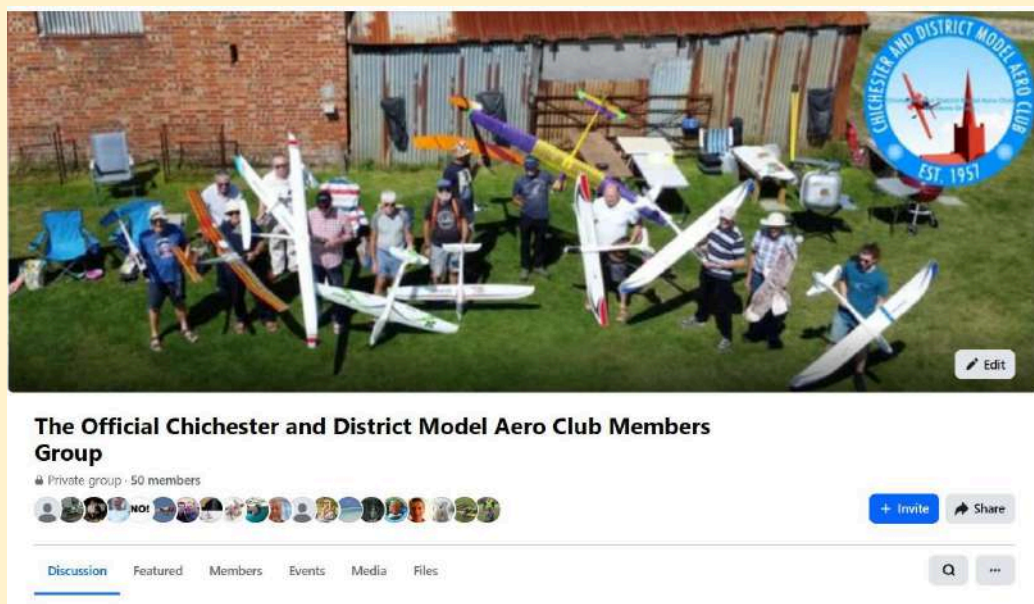 CHICHESTER AND DISTRICT MODEL AERO CLUB
EST. 1957
Edit
The Official Chichester and District Model Aero Club Members
Group
Private group · 50 members
NO!
+ Invite
Share
Discussion Featured Members Events Media Files